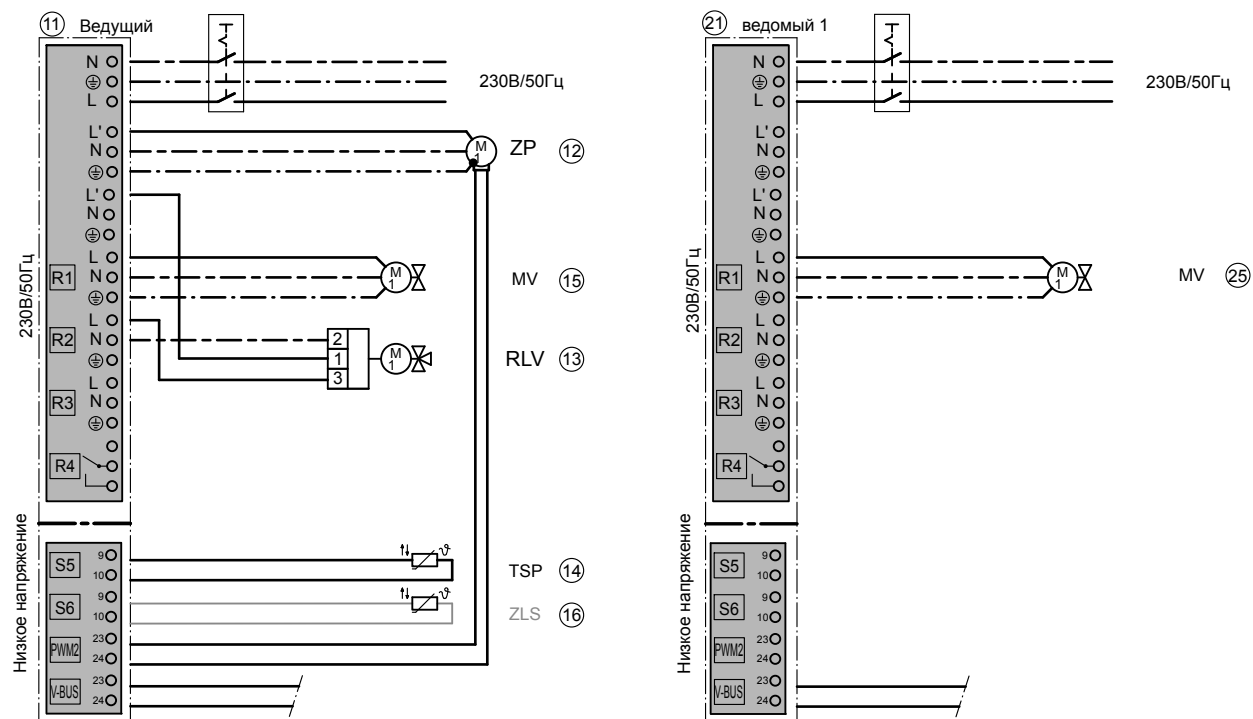 11 Ведущий
N
L
230В/50Гц
L'
N
ZP 12
M
1
L'
N
230В/50Гц
L
R1 N
M
1
MV 15
L
R2 N
2
1
3
M
1
RLV 13
L
R3 N
R4
Низкое напряжение
S5 9
10
TSP 14
S6 9
10
ZLS 16
PWM2 23
24
V-BUS 23
24
21 ведомый 1
N
L
230В/50Гц
L'
N
L'
N
230В/50Гц
L
R1 N
M
1
MV 25
L
R2 N
L
R3 N
R4
Низкое напряжение
S5 9
10
S6 9
10
PWM2 23
24
V-BUS 23
24